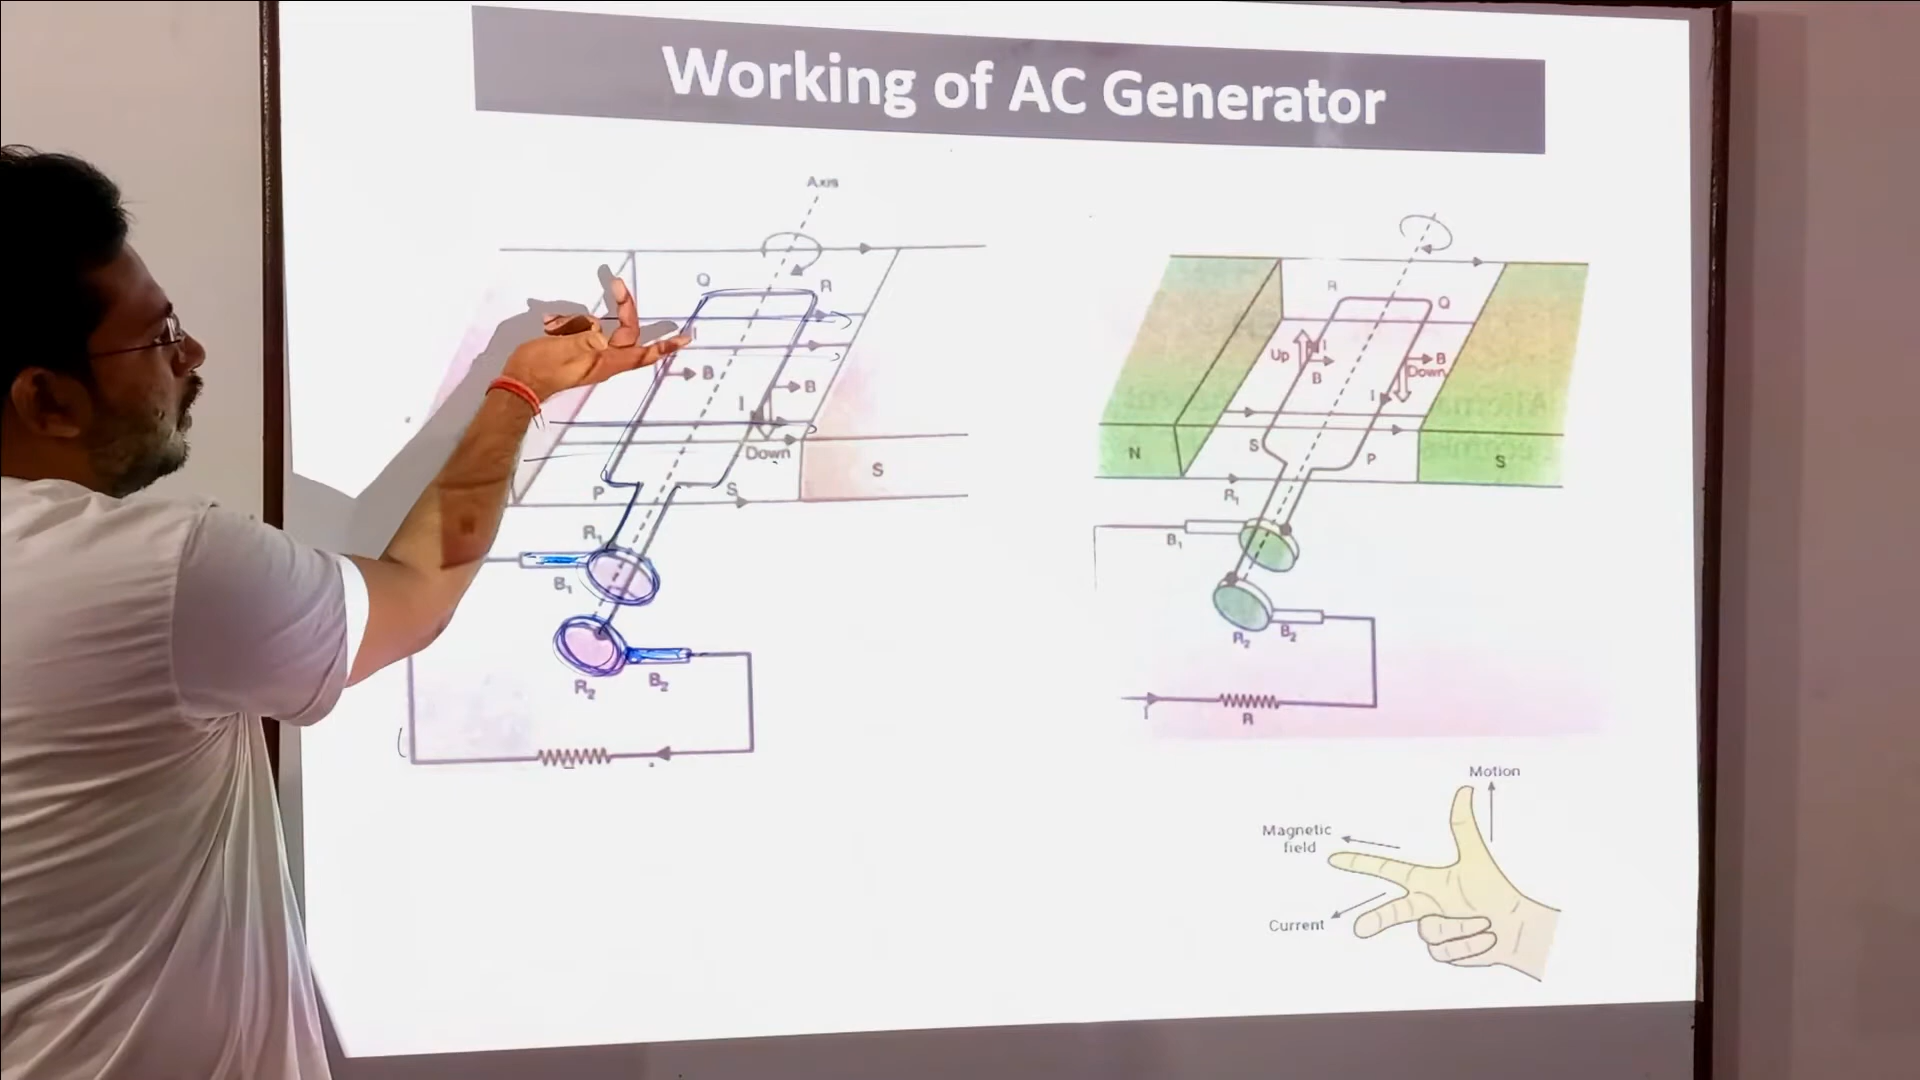 Working of AC Generator
Axis
Q
R
I
B
B
I
Down
S
P
S
R₁
B₁
R₂
B₂
R
Q
Up
I
B
B
Down
I
N
S
P
S
R₁
B₁
R₂
B₂
I
R
Motion
Magnetic
field
Current